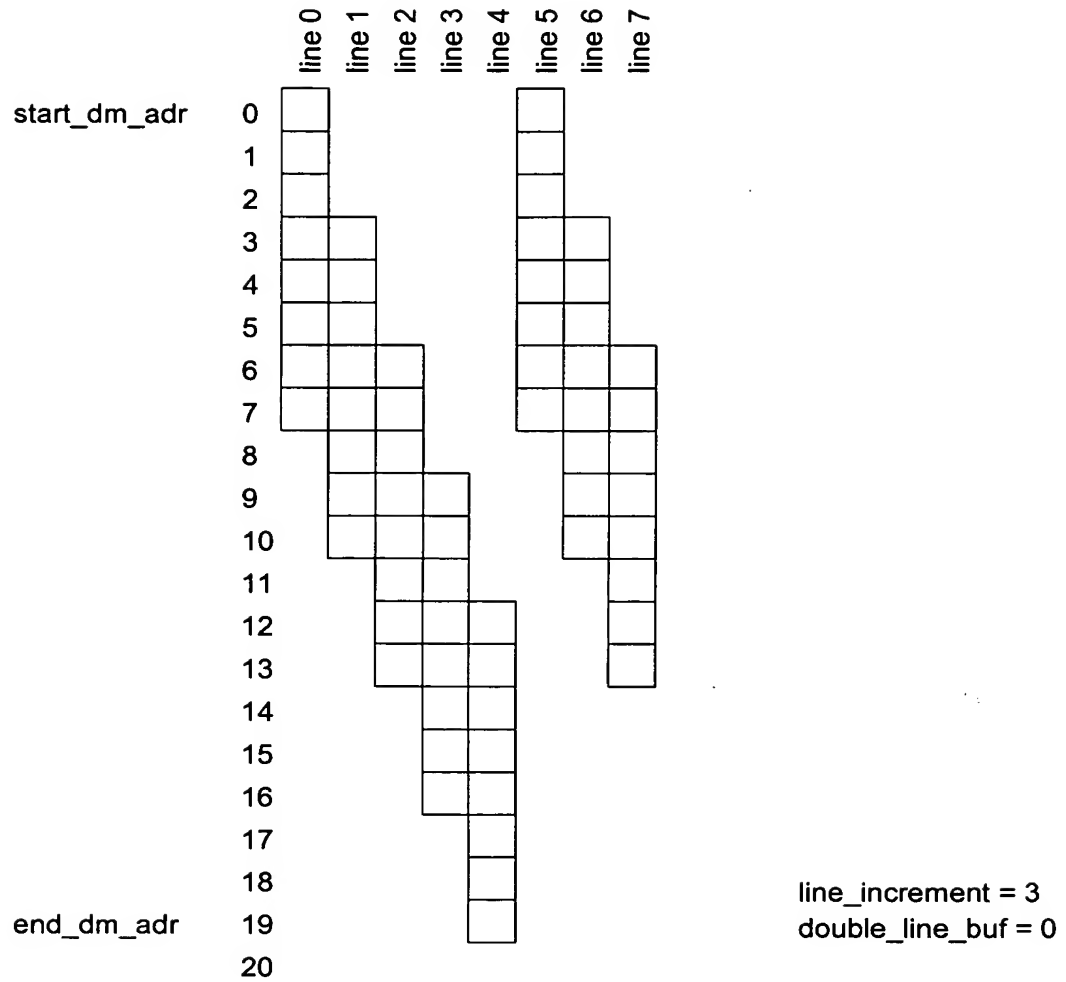 line 0
line 1
line 2
line 3
line 4
line 5
line 6
line 7
start_dm_adr 0
1
2
3
4
5
6
7
8
9
10
11
12
13
14
15
16
17
18
line_increment = 3
end_dm_adr 19
double_line_buf = 0
20